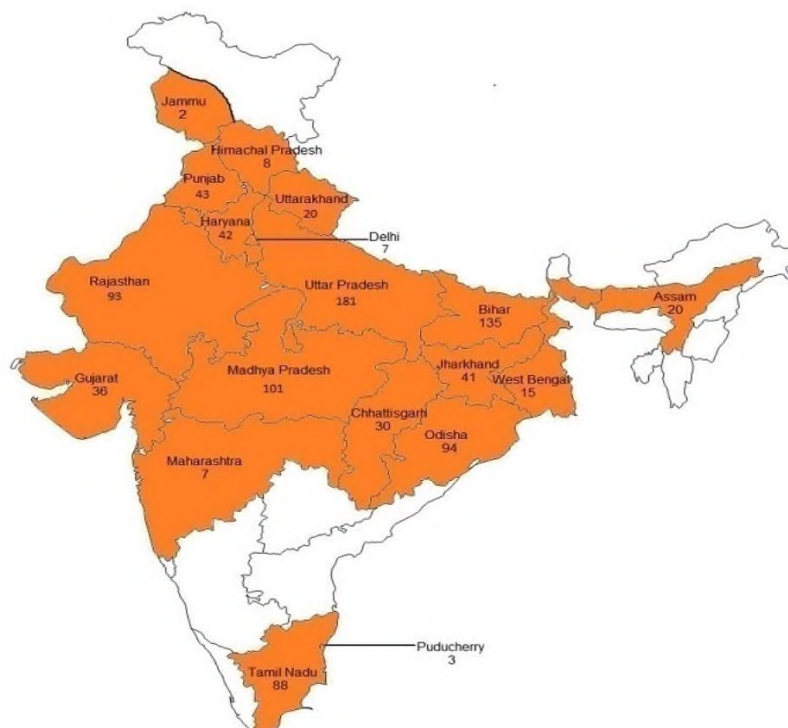 Jammu
2
Himachal Pradesh
8
Punjab
43
Uttarakhand
20
Haryana
42
Delhi
7
Rajasthan
93
Uttar Pradesh
181
Bihar
135
Assam
20
Gujarat
36
Madhya Pradesh
101
Jharkhand
41
West Bengal
15
Chhattisgarh
30
Odisha
94
Maharashtra
7
Puducherry
3
Tamil Nadu
88